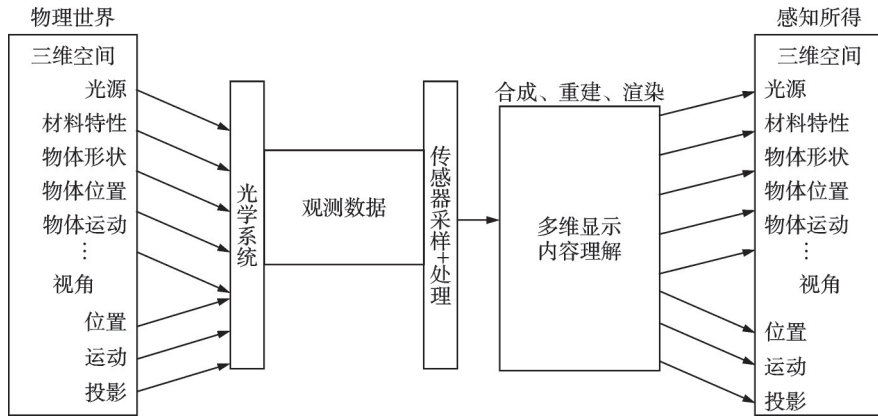 物理世界
三维空间
光源
材料特性
物体形状
物体位置
物体运动
⋯
视角
位置
运动
投影
光学系统
观测数据
传感器采样+处理
合成、重建、渲染
多维显示
内容理解
感知所得
三维空间
光源
材料特性
物体形状
物体位置
物体运动
⋯
视角
位置
运动
投影